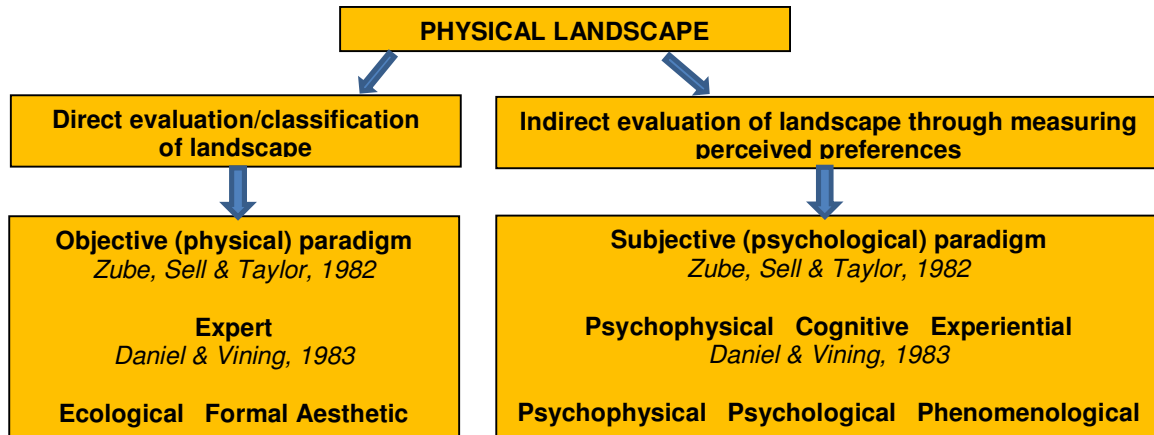 PHYSICAL LANDSCAPE
Direct evaluation/classification
of landscape
Indirect evaluation of landscape through measuring
perceived preferences
Objective (physical) paradigm
Zube, Sell & Taylor, 1982
Expert
Daniel & Vining, 1983
Ecological Formal Aesthetic
Subjective (psychological) paradigm
Zube, Sell & Taylor, 1982
Psychophysical Cognitive Experiential
Daniel & Vining, 1983
Psychophysical Psychological Phenomenological